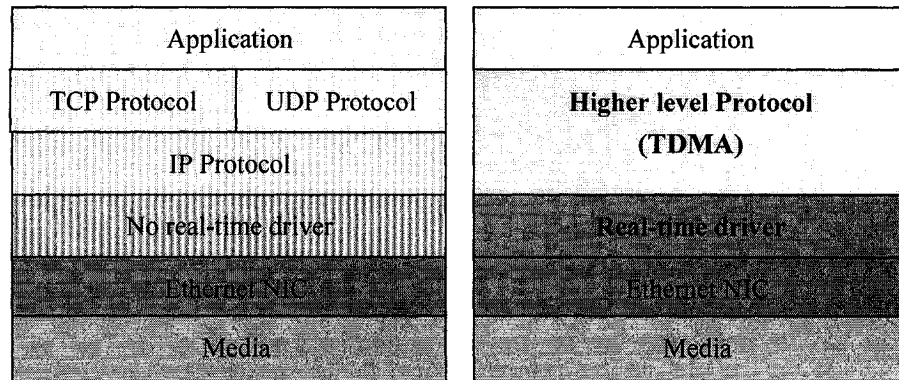 Application
TCP Protocol
UDP Protocol
IP Protocol
No real-time driver
Ethernet NIC
Media
Application
Higher level Protocol
(TDMA)
Real-time driver
Ethernet NIC
Media